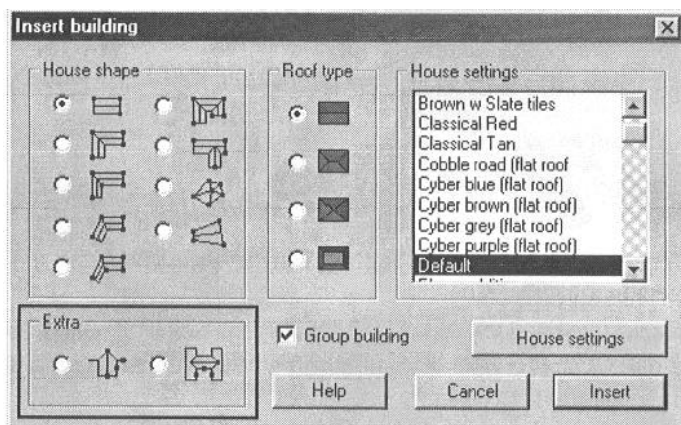 Insert building
House shape
Roof type
House settings
Brown w Slate tiles
Classical Red
Classical Tan
Cobble road (flat roof
Cyber blue (flat roof)
Cyber brown (flat roof)
Cyber grey (flat roof)
Cyber purple (flat roof)
Default
Extra
Group building
House settings
Help
Cancel
Insert